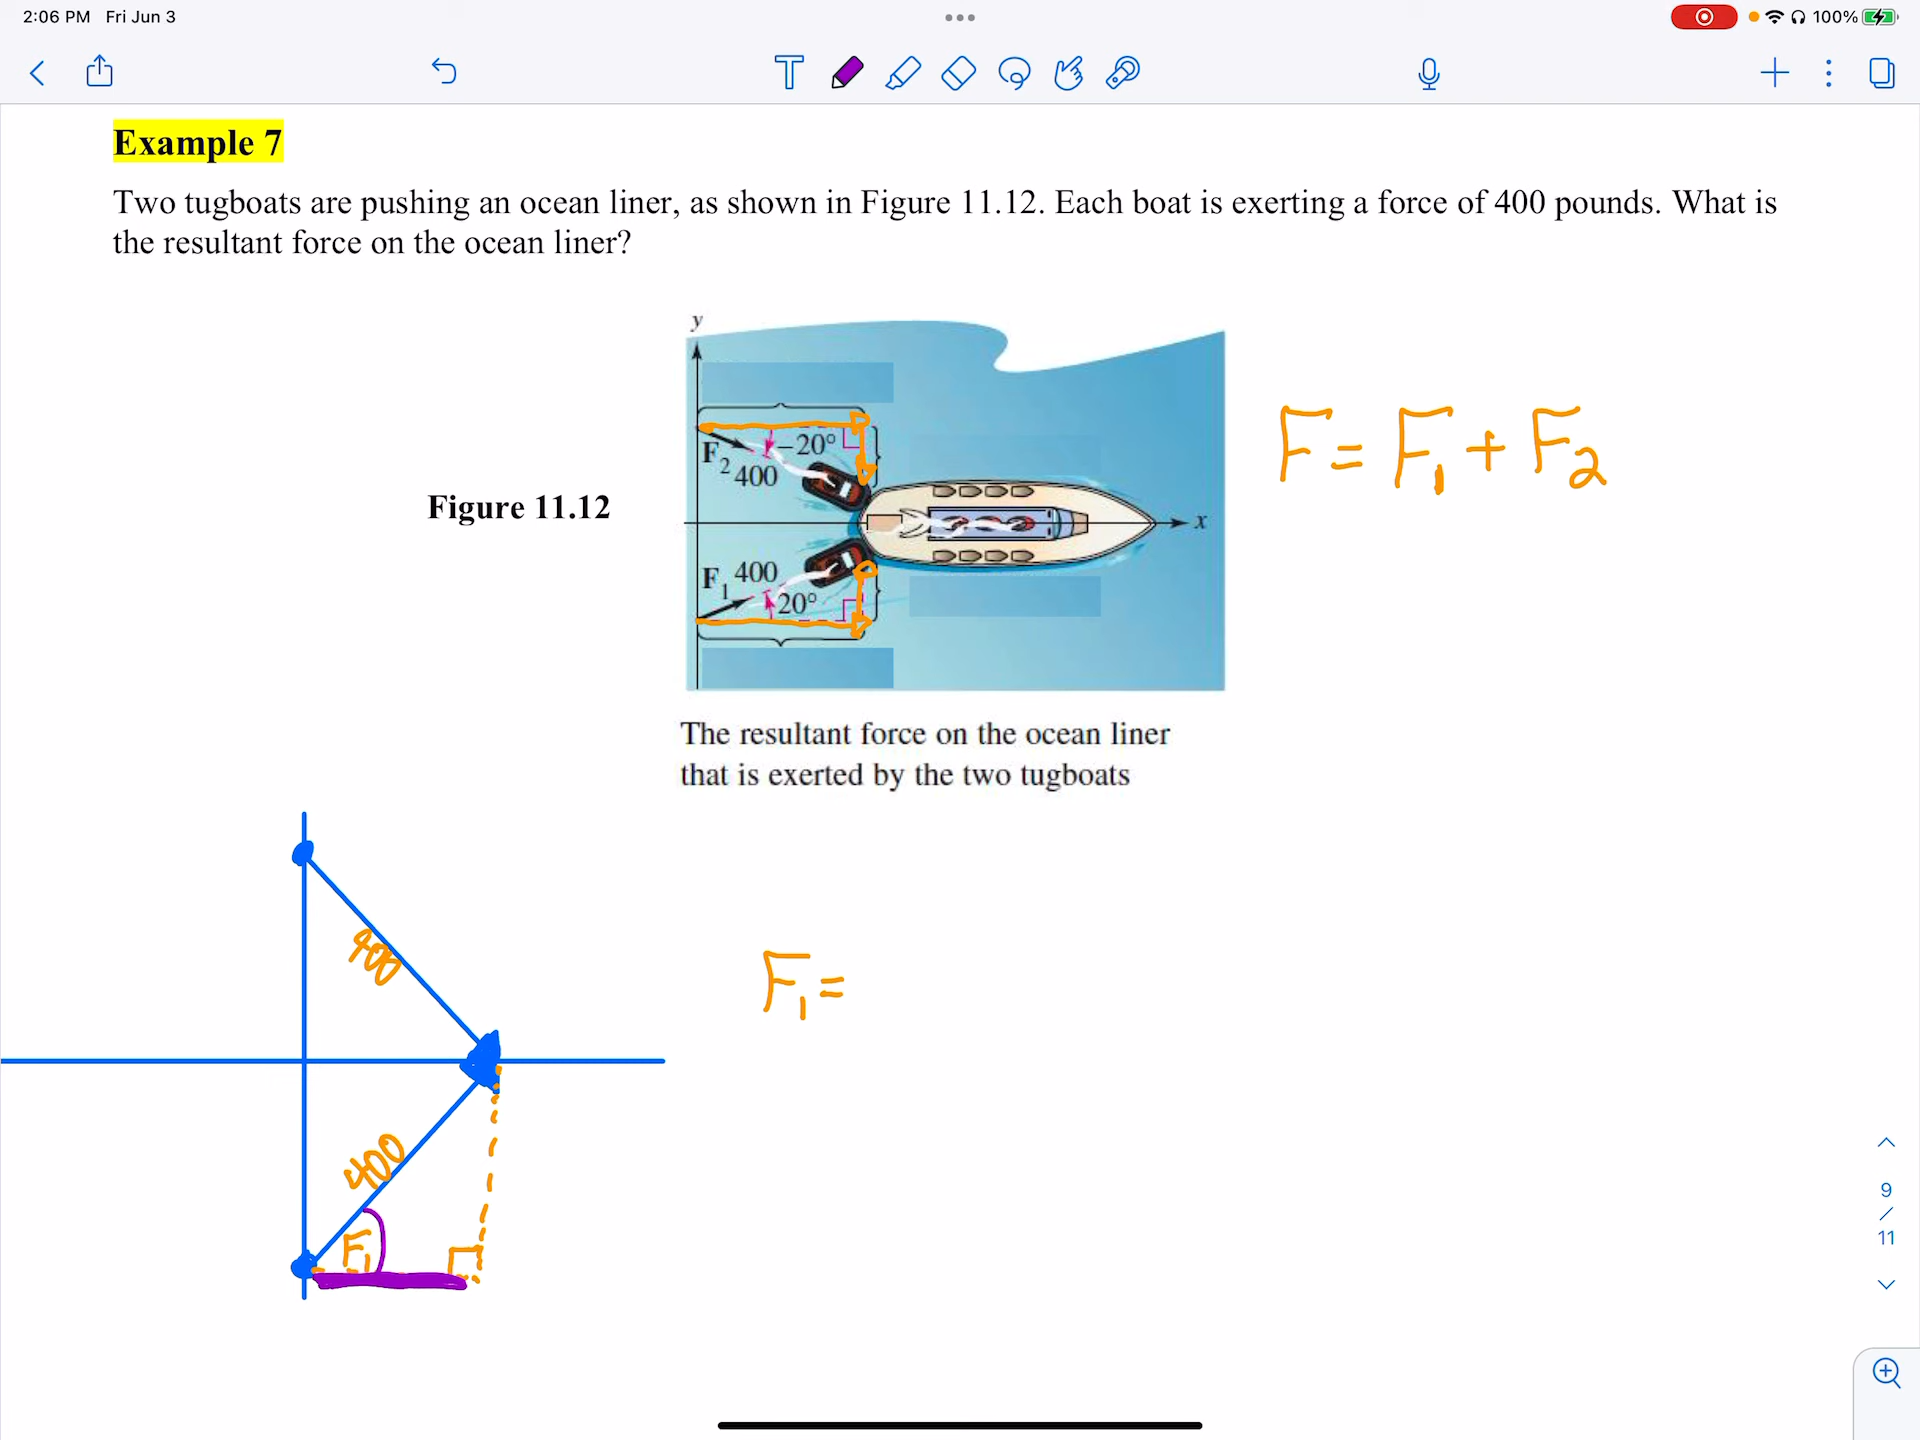 2:06 PM Fri Jun 3
100%
Example 7
Two tugboats are pushing an ocean liner, as shown in Figure 11.12. Each boat is exerting a force of 400 pounds. What is
the resultant force on the ocean liner?
y
F2
-20°
400
Figure 11.12
x
F1
400
20°
F = F1 + F2
The resultant force on the ocean liner
that is exerted by the two tugboats
400
F1 =
400
F1
9
/
11